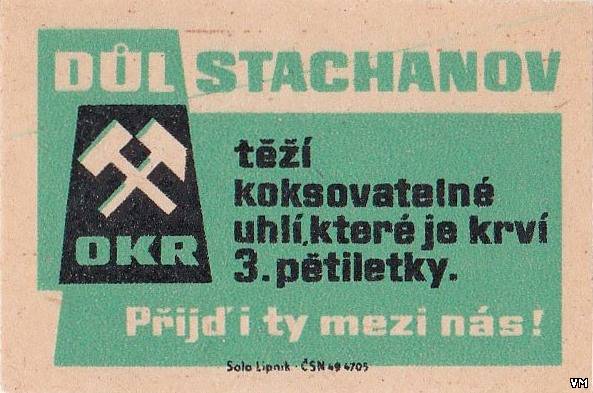 DŮL STACHANOV
OKR
těží
koksovatelné
uhlí, které je krví
3. pětiletky.
Přijď i ty mezi nás!
Solo Lipník · ČSN 49 4705
VM